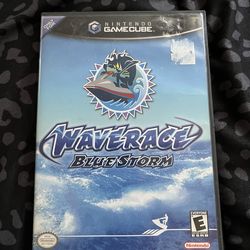 NINTENDO
GAMECUBE
WAVE RACE
BLUE STORM
E
Nintendo